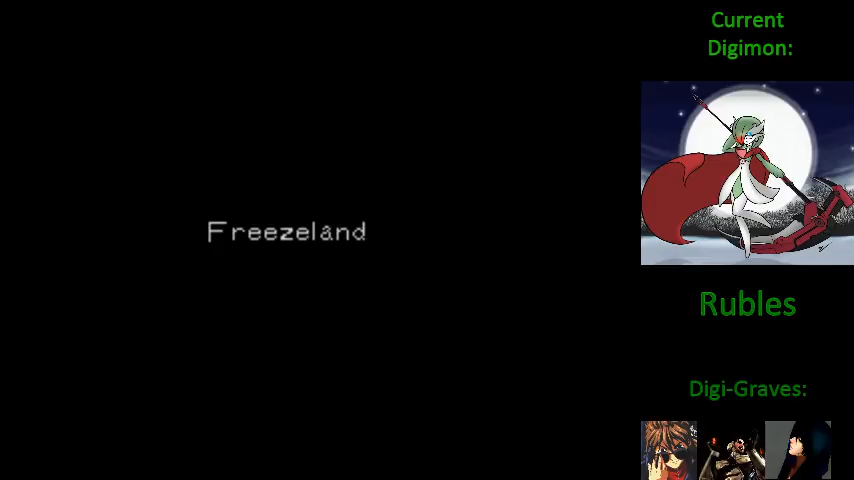 Current
Digimon:
Freezeland
Rubles
Digi-Graves: